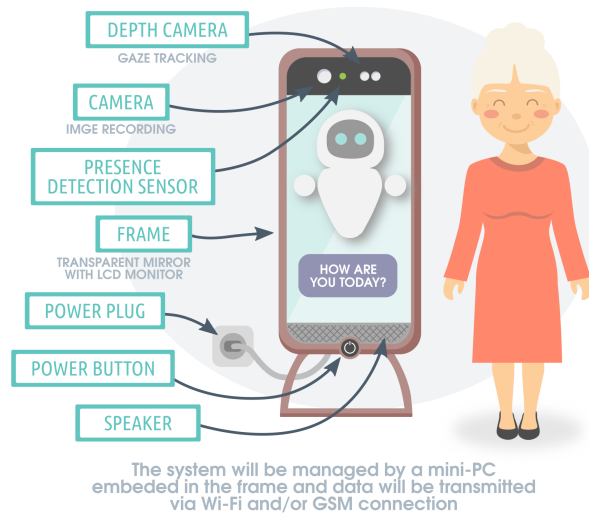 DEPTH CAMERA
GAZE TRACKING
CAMERA
IMGE RECORDING
PRESENCE
DETECTION SENSOR
FRAME
TRANSPARENT MIRROR
WITH LCD MONITOR
POWER PLUG
POWER BUTTON
SPEAKER
HOW ARE
YOU TODAY?
The system will be managed by a mini-PC
embeded in the frame and data will be transmitted
via Wi-Fi and/or GSM connection